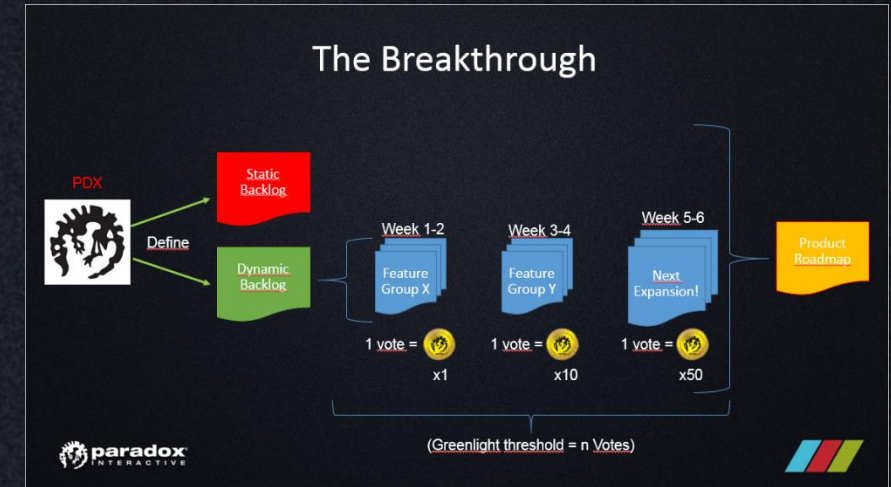 The Breakthrough
PDX
Define
Static
Backlog
Dynamic
Backlog
Week 1-2
Feature
Group X
1 vote =
x1
Week 3-4
Feature
Group Y
1 vote =
x10
Week 5-6
Next
Expansion!
1 vote =
x50
(Greenlight threshold = n Votes)
Product
Roadmap
paradox
INTERACTIVE